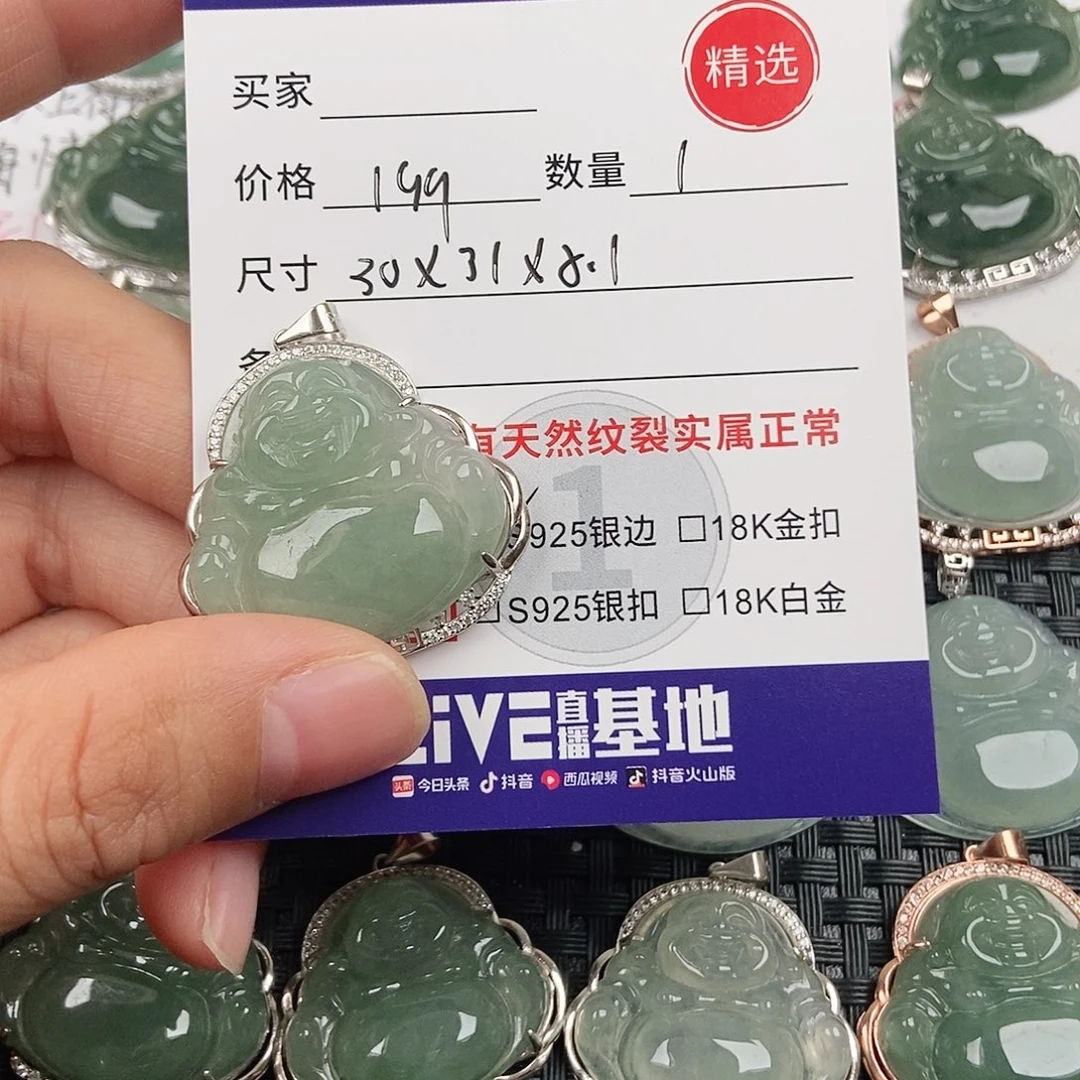 精选
买家
价格 199 数量 1
尺寸 30X31X8.1
有天然纹裂实属正常
1
S925银边 □18K金扣
□S925银扣 □18K白金
LiVE直播基地
头条 今日头条 抖音 西瓜视频 抖音火山版